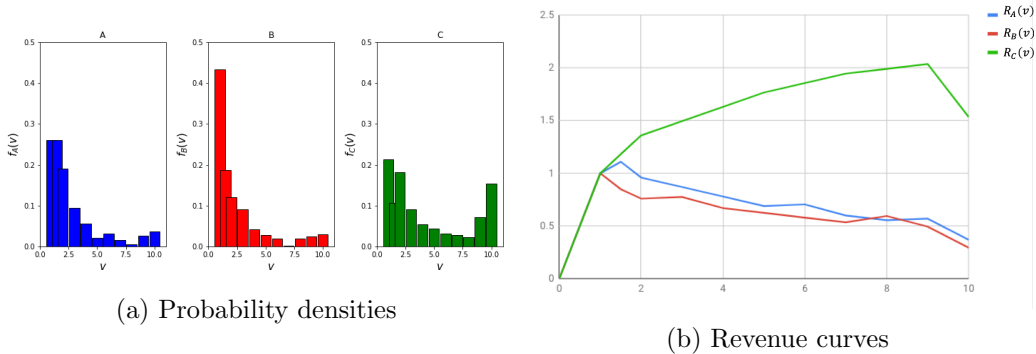 A
B
C
0.5
0.4
0.3
0.2
0.1
0.0
f_A(v)
0.0 2.5 5.0 7.5 10.0
v
0.5
0.4
0.3
0.2
0.1
0.0
f_B(v)
0.0 2.5 5.0 7.5 10.0
v
0.5
0.4
0.3
0.2
0.1
0.0
f_C(v)
0.0 2.5 5.0 7.5 10.0
v
(a) Probability densities
2.5
2
1.5
1
0.5
0
0 2 4 6 8 10
R_A(v)
R_B(v)
R_C(v)
(b) Revenue curves